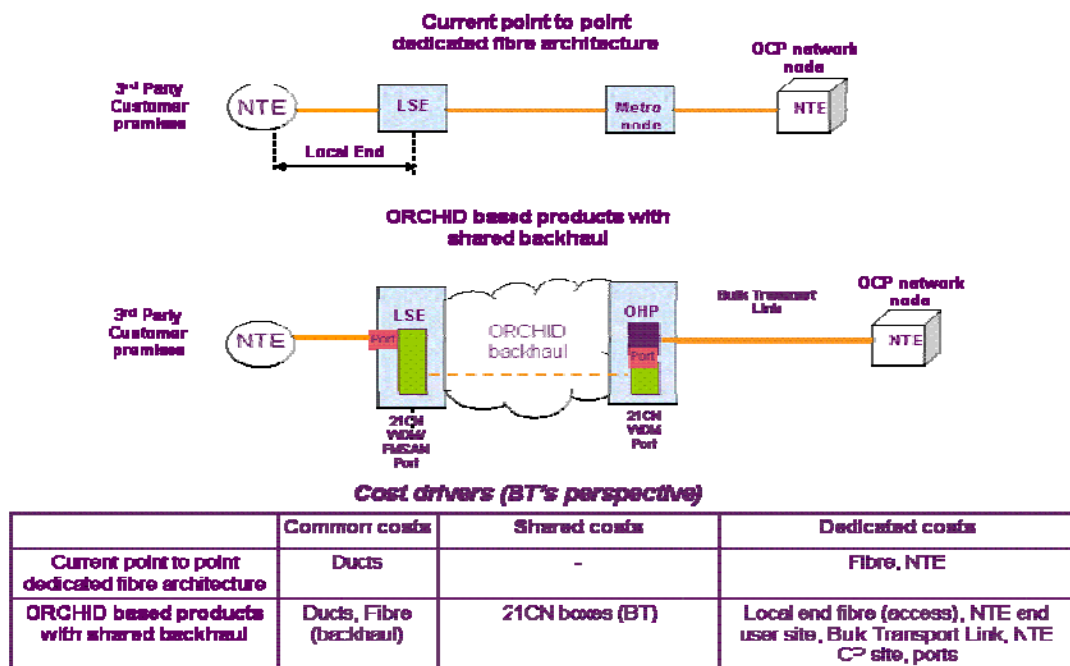 Current point to point
dedicated fibre architecture
OCP network
node
3rd Party
Customer
premises
NTE
LSE
Metro
node
NTE
Local End
ORCHID based products with
shared backhaul
OCP network
node
Bulk Transport
Link
3rd Party
Customer
premises
NTE
LSE
Port
ORCHID
backhaul
OHP
Port
NTE
21CN
WDM/
FMSAN
Port
21CN
WDM
Port
Cost drivers (BT's perspective)
Common costs
Shared costs
Dedicated costs
Current point to point
dedicated fibre architecture
Ducts
-
Fibre, NTE
ORCHID based products
with shared backhaul
Ducts, Fibre
(backhaul)
21CN boxes (BT)
Local end fibre (access), NTE end
user site, Bulk Transport Link, NTE
CP site, ports